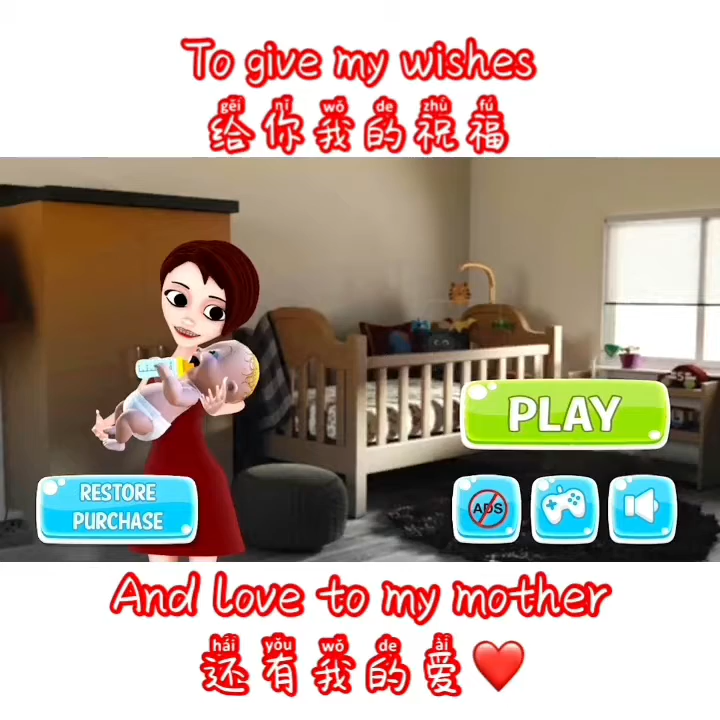 To give my wishes
gěi nǐ wǒ de zhù fú
给你我的祝福
PLAY
RESTORE
PURCHASE
ADS
And love to my mother
hái yǒu wǒ de ài
还有我的爱❤️